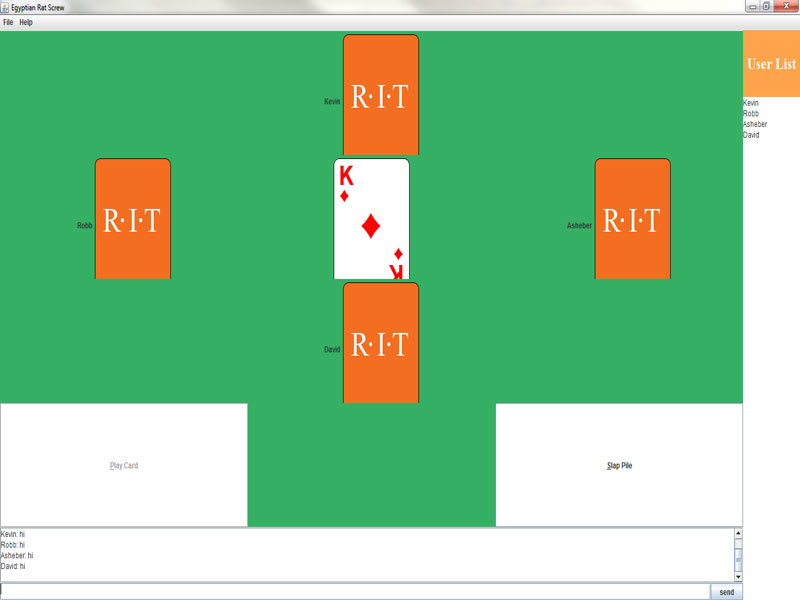 Egyptian Rat Screw
File Help
User List
Kevin
Robb
Asheber
David
Kevin
R·I·T
K
K
Robb
R·I·T
Asheber
R·I·T
David
R·I·T
Play Card
Slap Pile
Kevin: hi
Robb: hi
Asheber: hi
David: hi
send